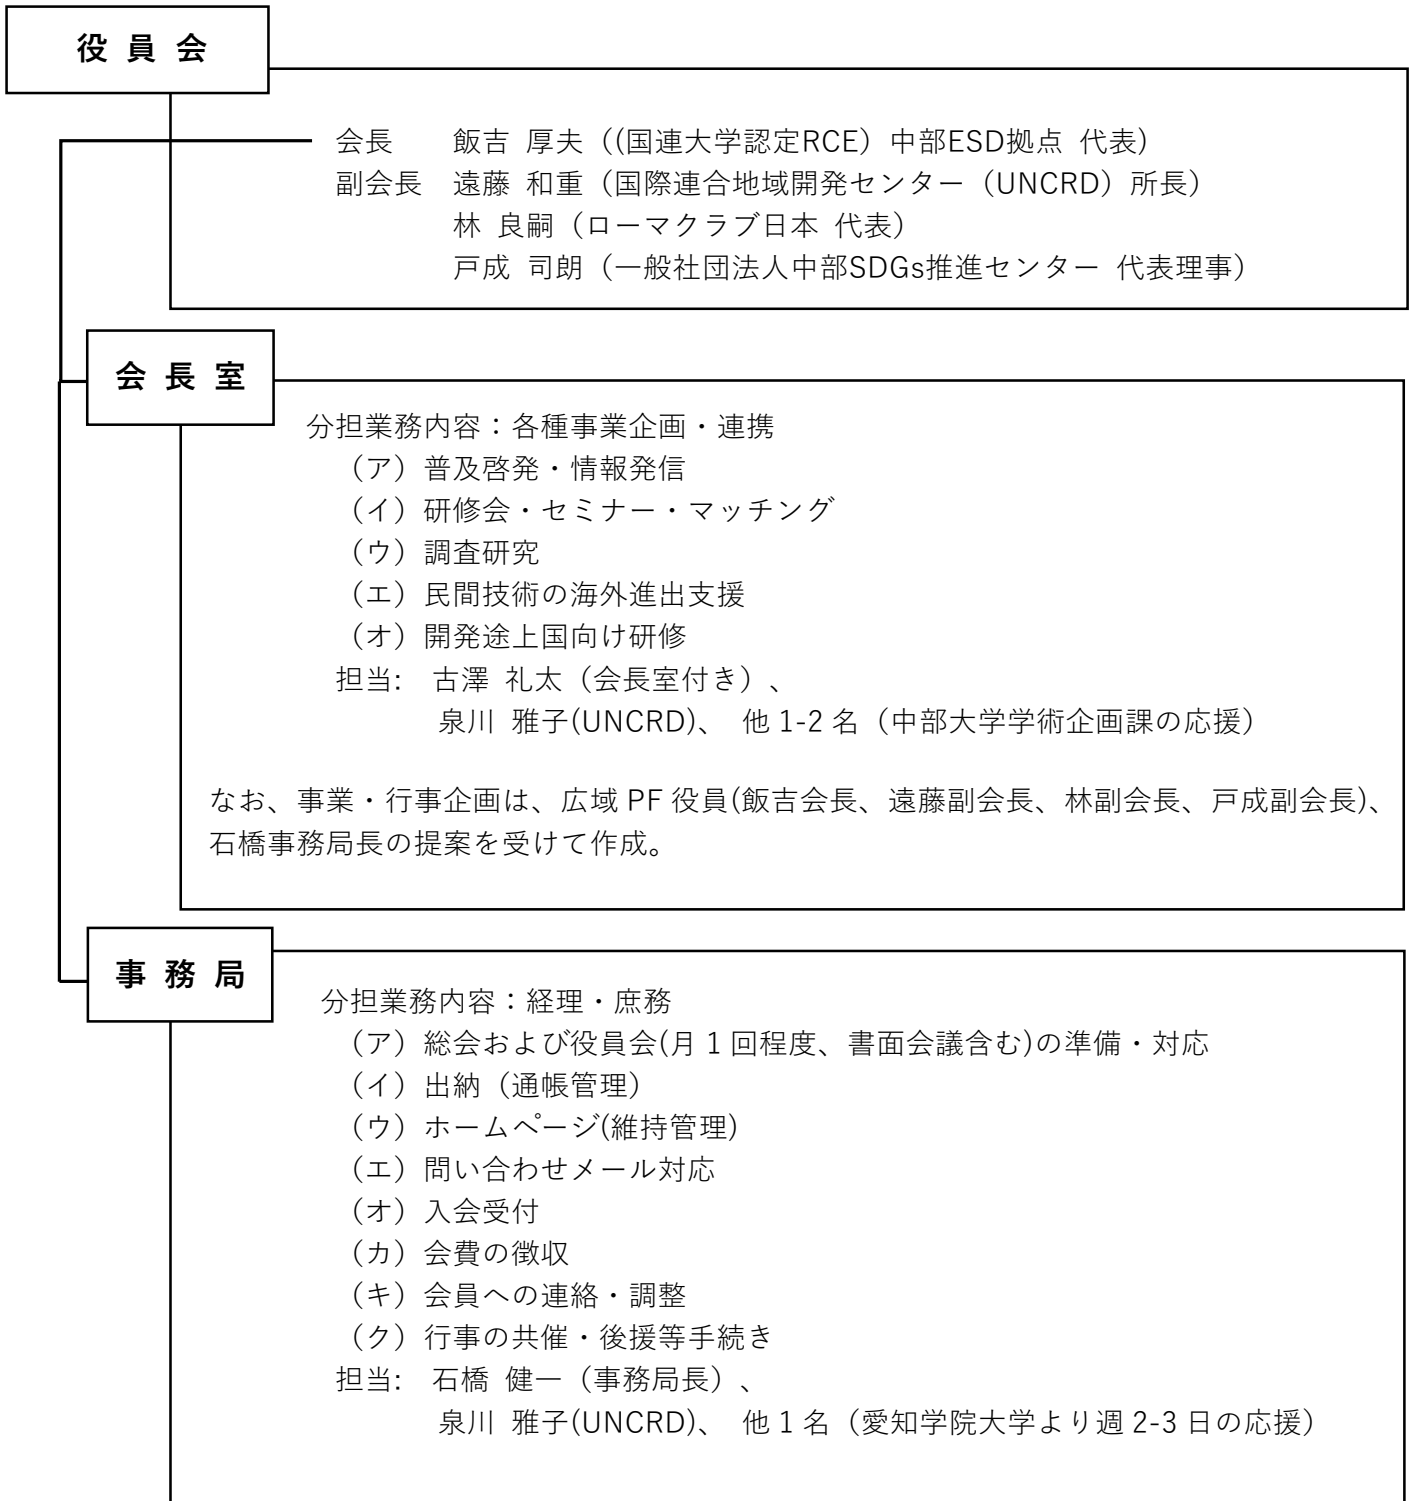 役 員 会
会長　飯吉 厚夫（(国連大学認定RCE）中部ESD拠点 代表）
副会長　遠藤 和重（国際連合地域開発センター（UNCRD）所長）
林 良嗣（ローマクラブ日本 代表）
戸成 司朗（一般社団法人中部SDGs推進センター 代表理事）
会 長 室
分担業務内容：各種事業企画・連携
（ア）普及啓発・情報発信
（イ）研修会・セミナー・マッチング
（ウ）調査研究
（エ）民間技術の海外進出支援
（オ）開発途上国向け研修
担当:　古澤 礼太（会長室付き）、
泉川 雅子(UNCRD)、 他 1-2 名（中部大学学術企画課の応援）
なお、事業・行事企画は、広域 PF 役員(飯吉会長、遠藤副会長、林副会長、戸成副会長)、
石橋事務局長の提案を受けて作成。
事 務 局
分担業務内容：経理・庶務
（ア）総会および役員会(月 1 回程度、書面会議含む)の準備・対応
（イ）出納（通帳管理）
（ウ）ホームページ(維持管理)
（エ）問い合わせメール対応
（オ）入会受付
（カ）会費の徴収
（キ）会員への連絡・調整
（ク）行事の共催・後援等手続き
担当:　石橋 健一（事務局長）、
泉川 雅子(UNCRD)、 他 1 名（愛知学院大学より週 2-3 日の応援）